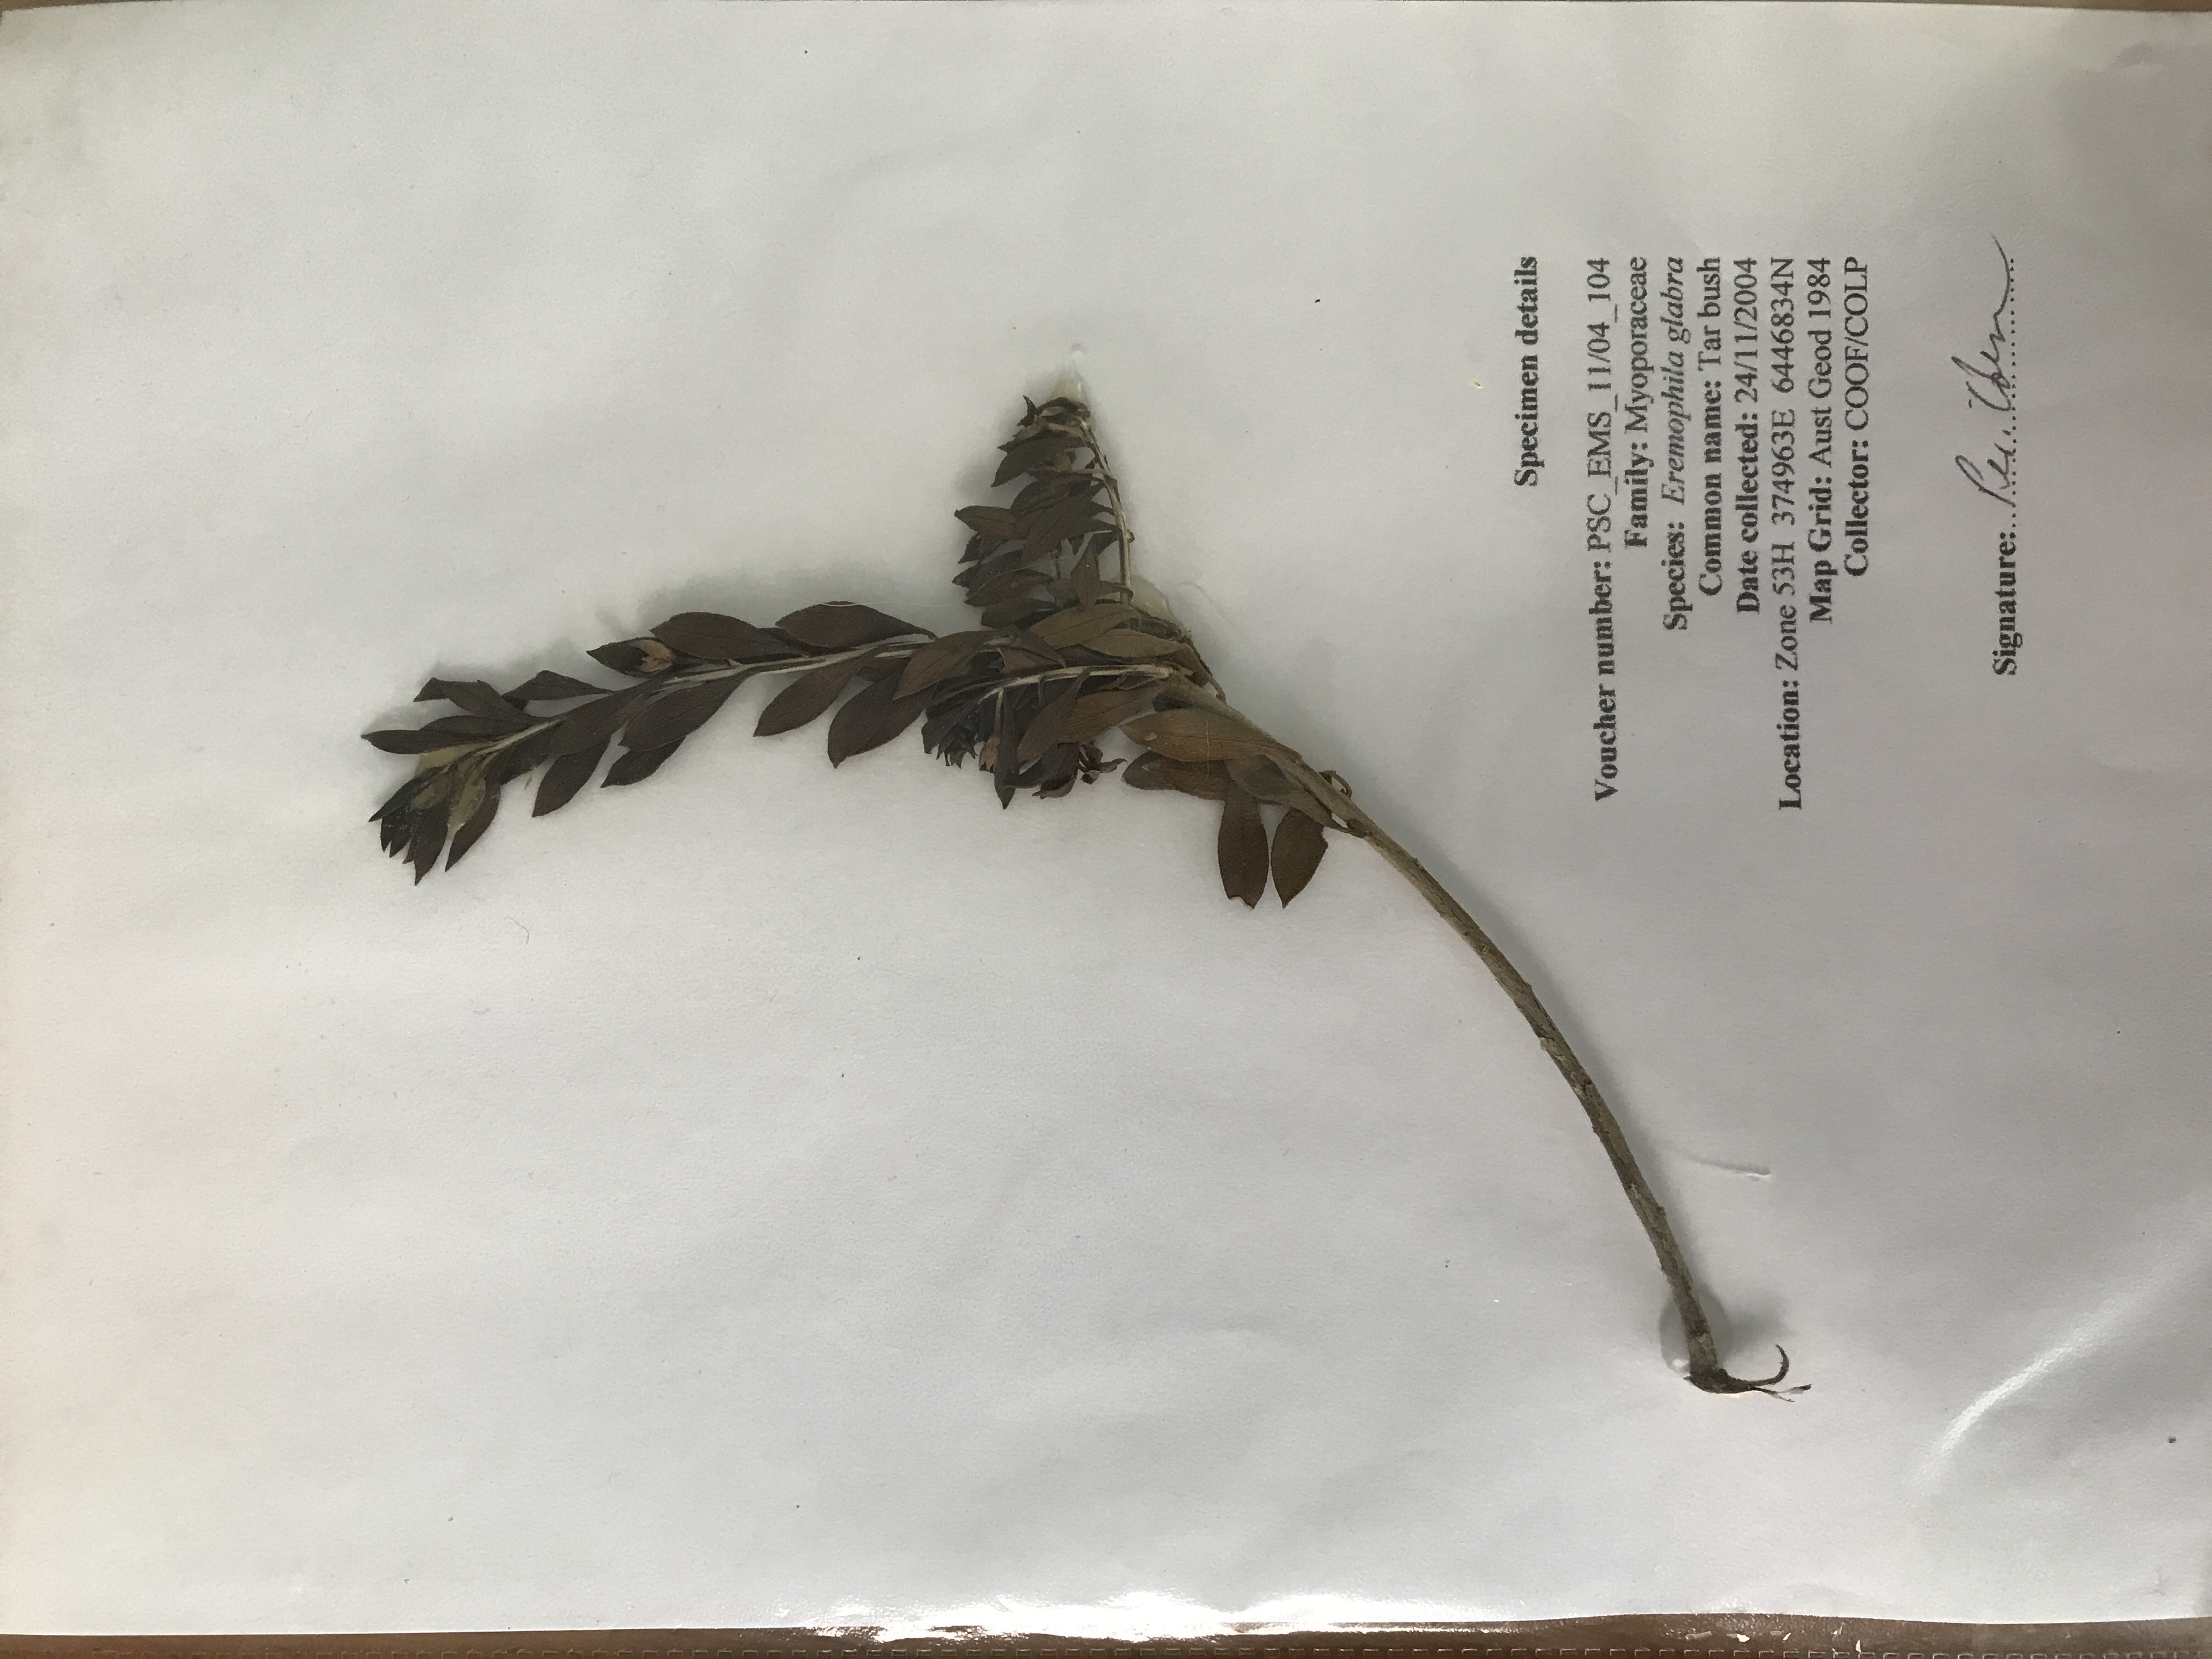 Specimen details
Voucher number: PSC_EMS_11/04_104
Family: Myoporaceae
Species: Eremophila glabra
Common name: Tar bush
Date collected: 24/11/2004
Location: Zone 53H 374963E 6446834N
Map Grid: Aust Geod 1984
Collector: COOF/COLP
Signature: